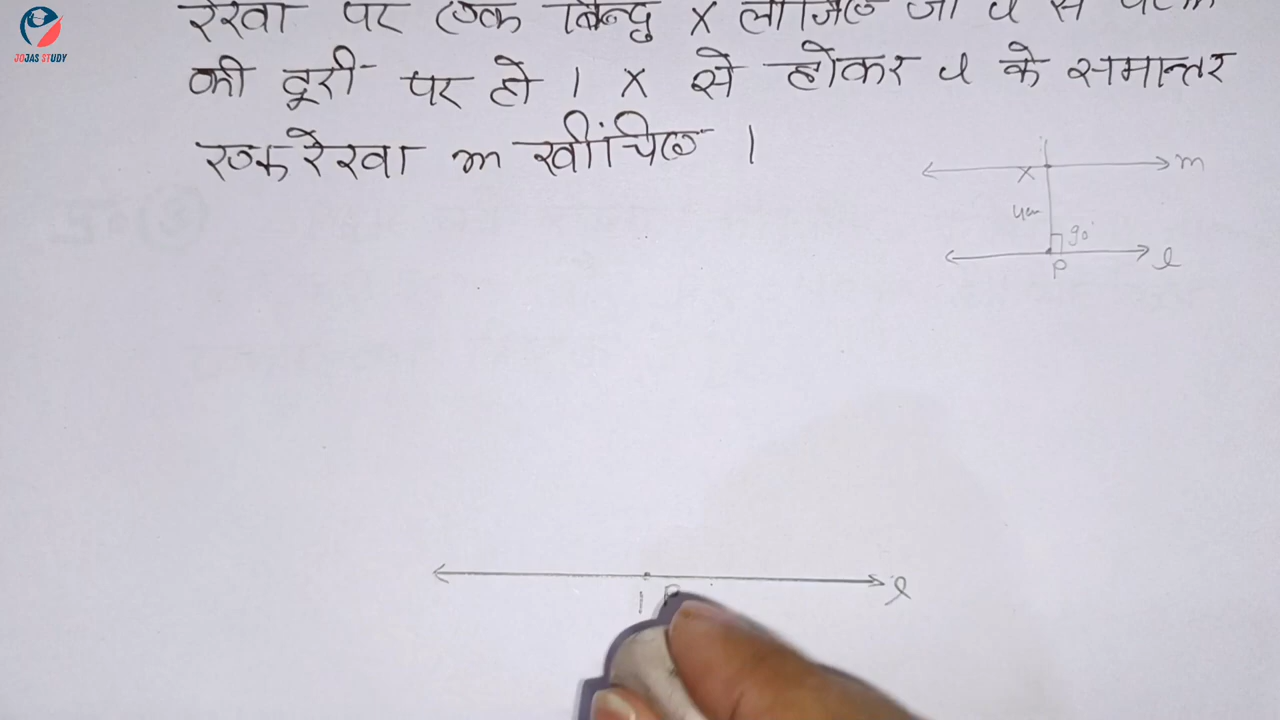 रेखा पर एक बिन्दु X लीजिए जो l से
की दूरी पर हो । X से होकर l के समान्तर
एक रेखा m खींचिए ।
JOJAS STUDY
X m
4cm
90°
P l
P l